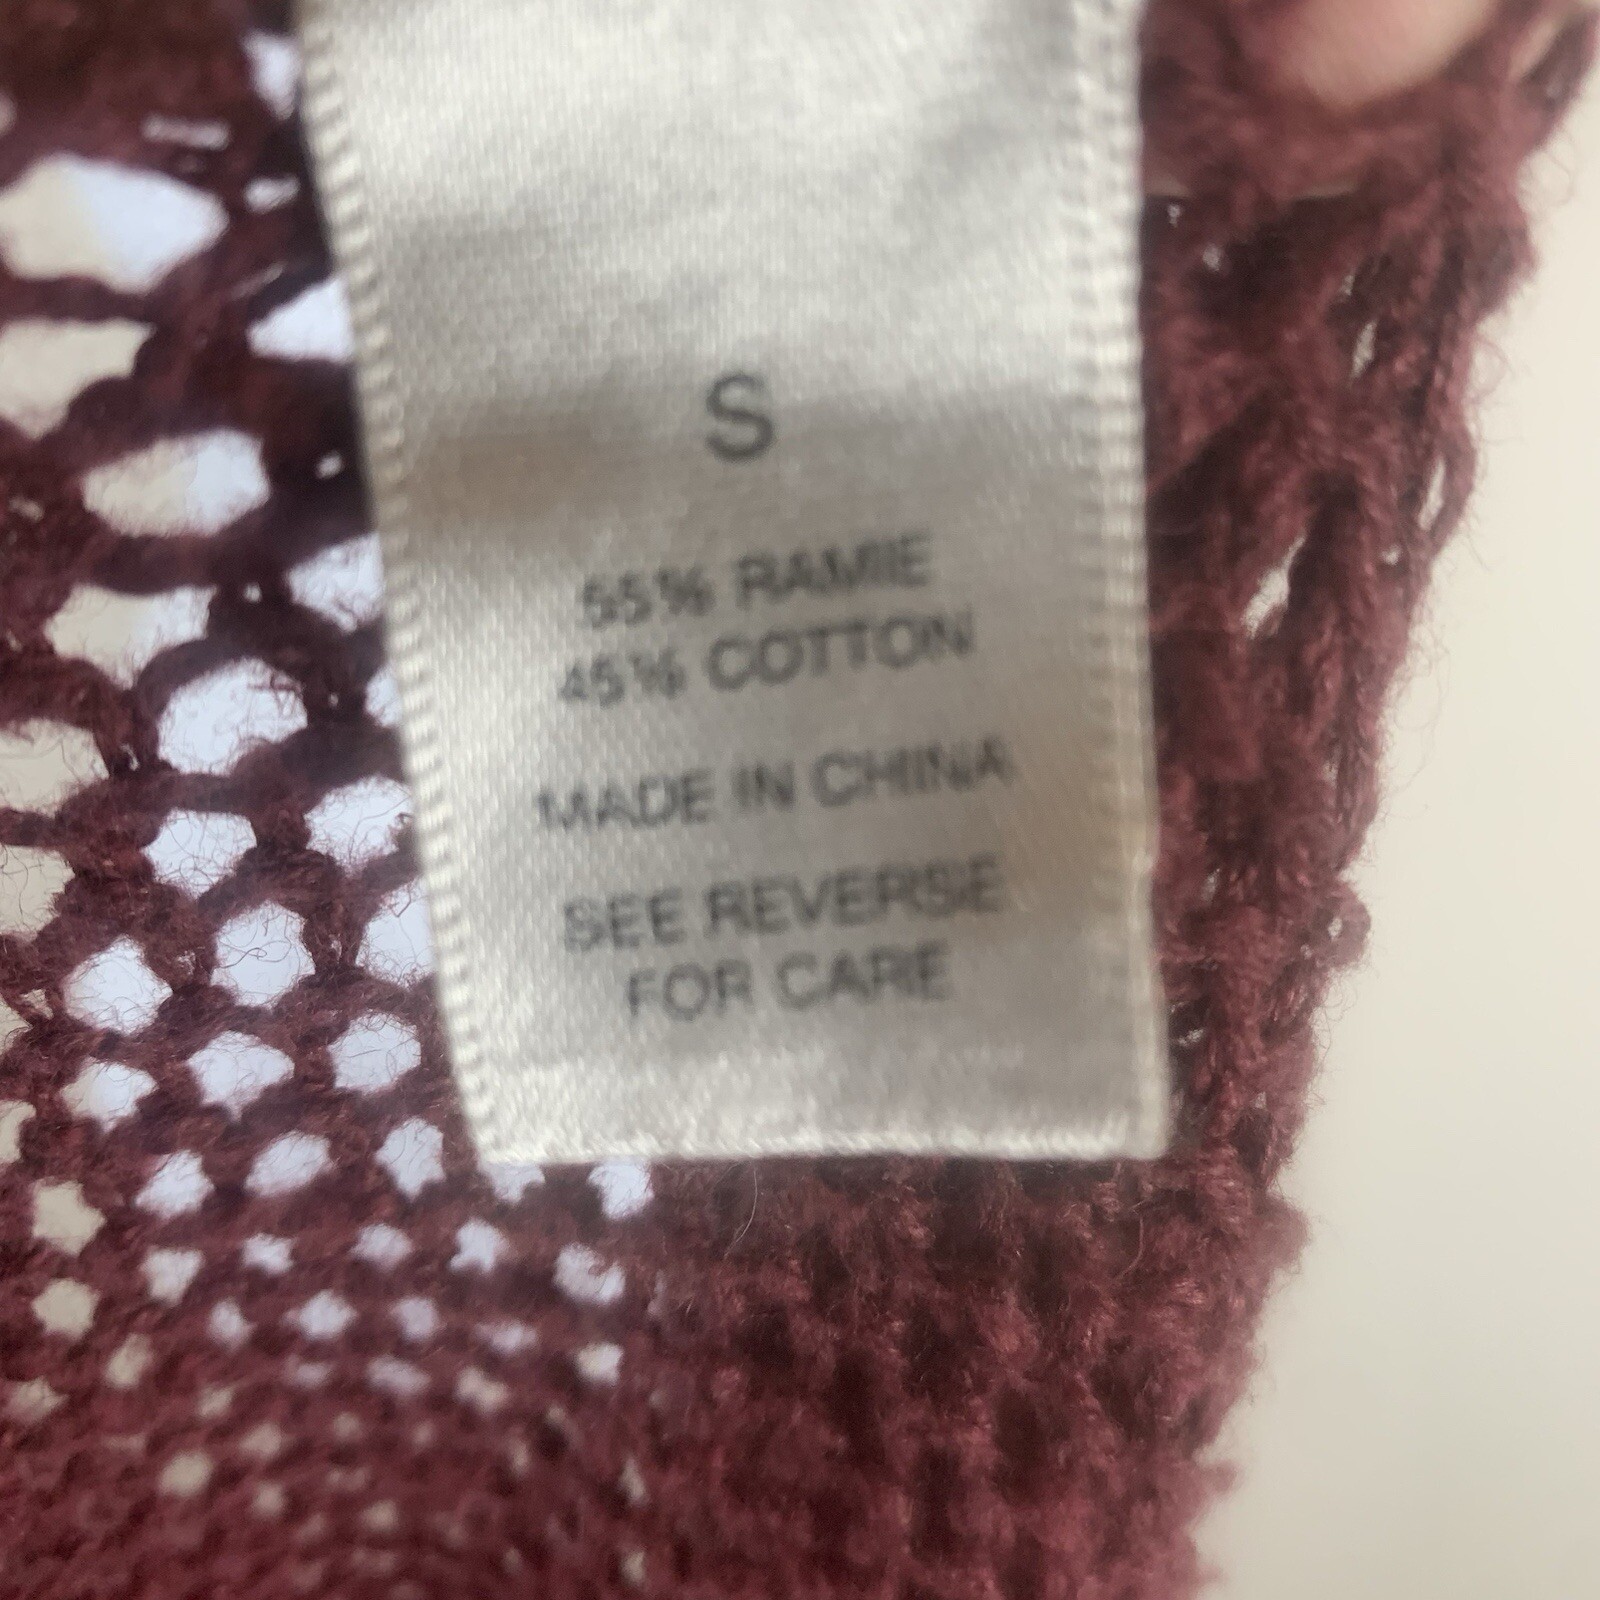 S
55% RAMIE
45% COTTON
MADE IN CHINA
SEE REVERSE
FOR CARE